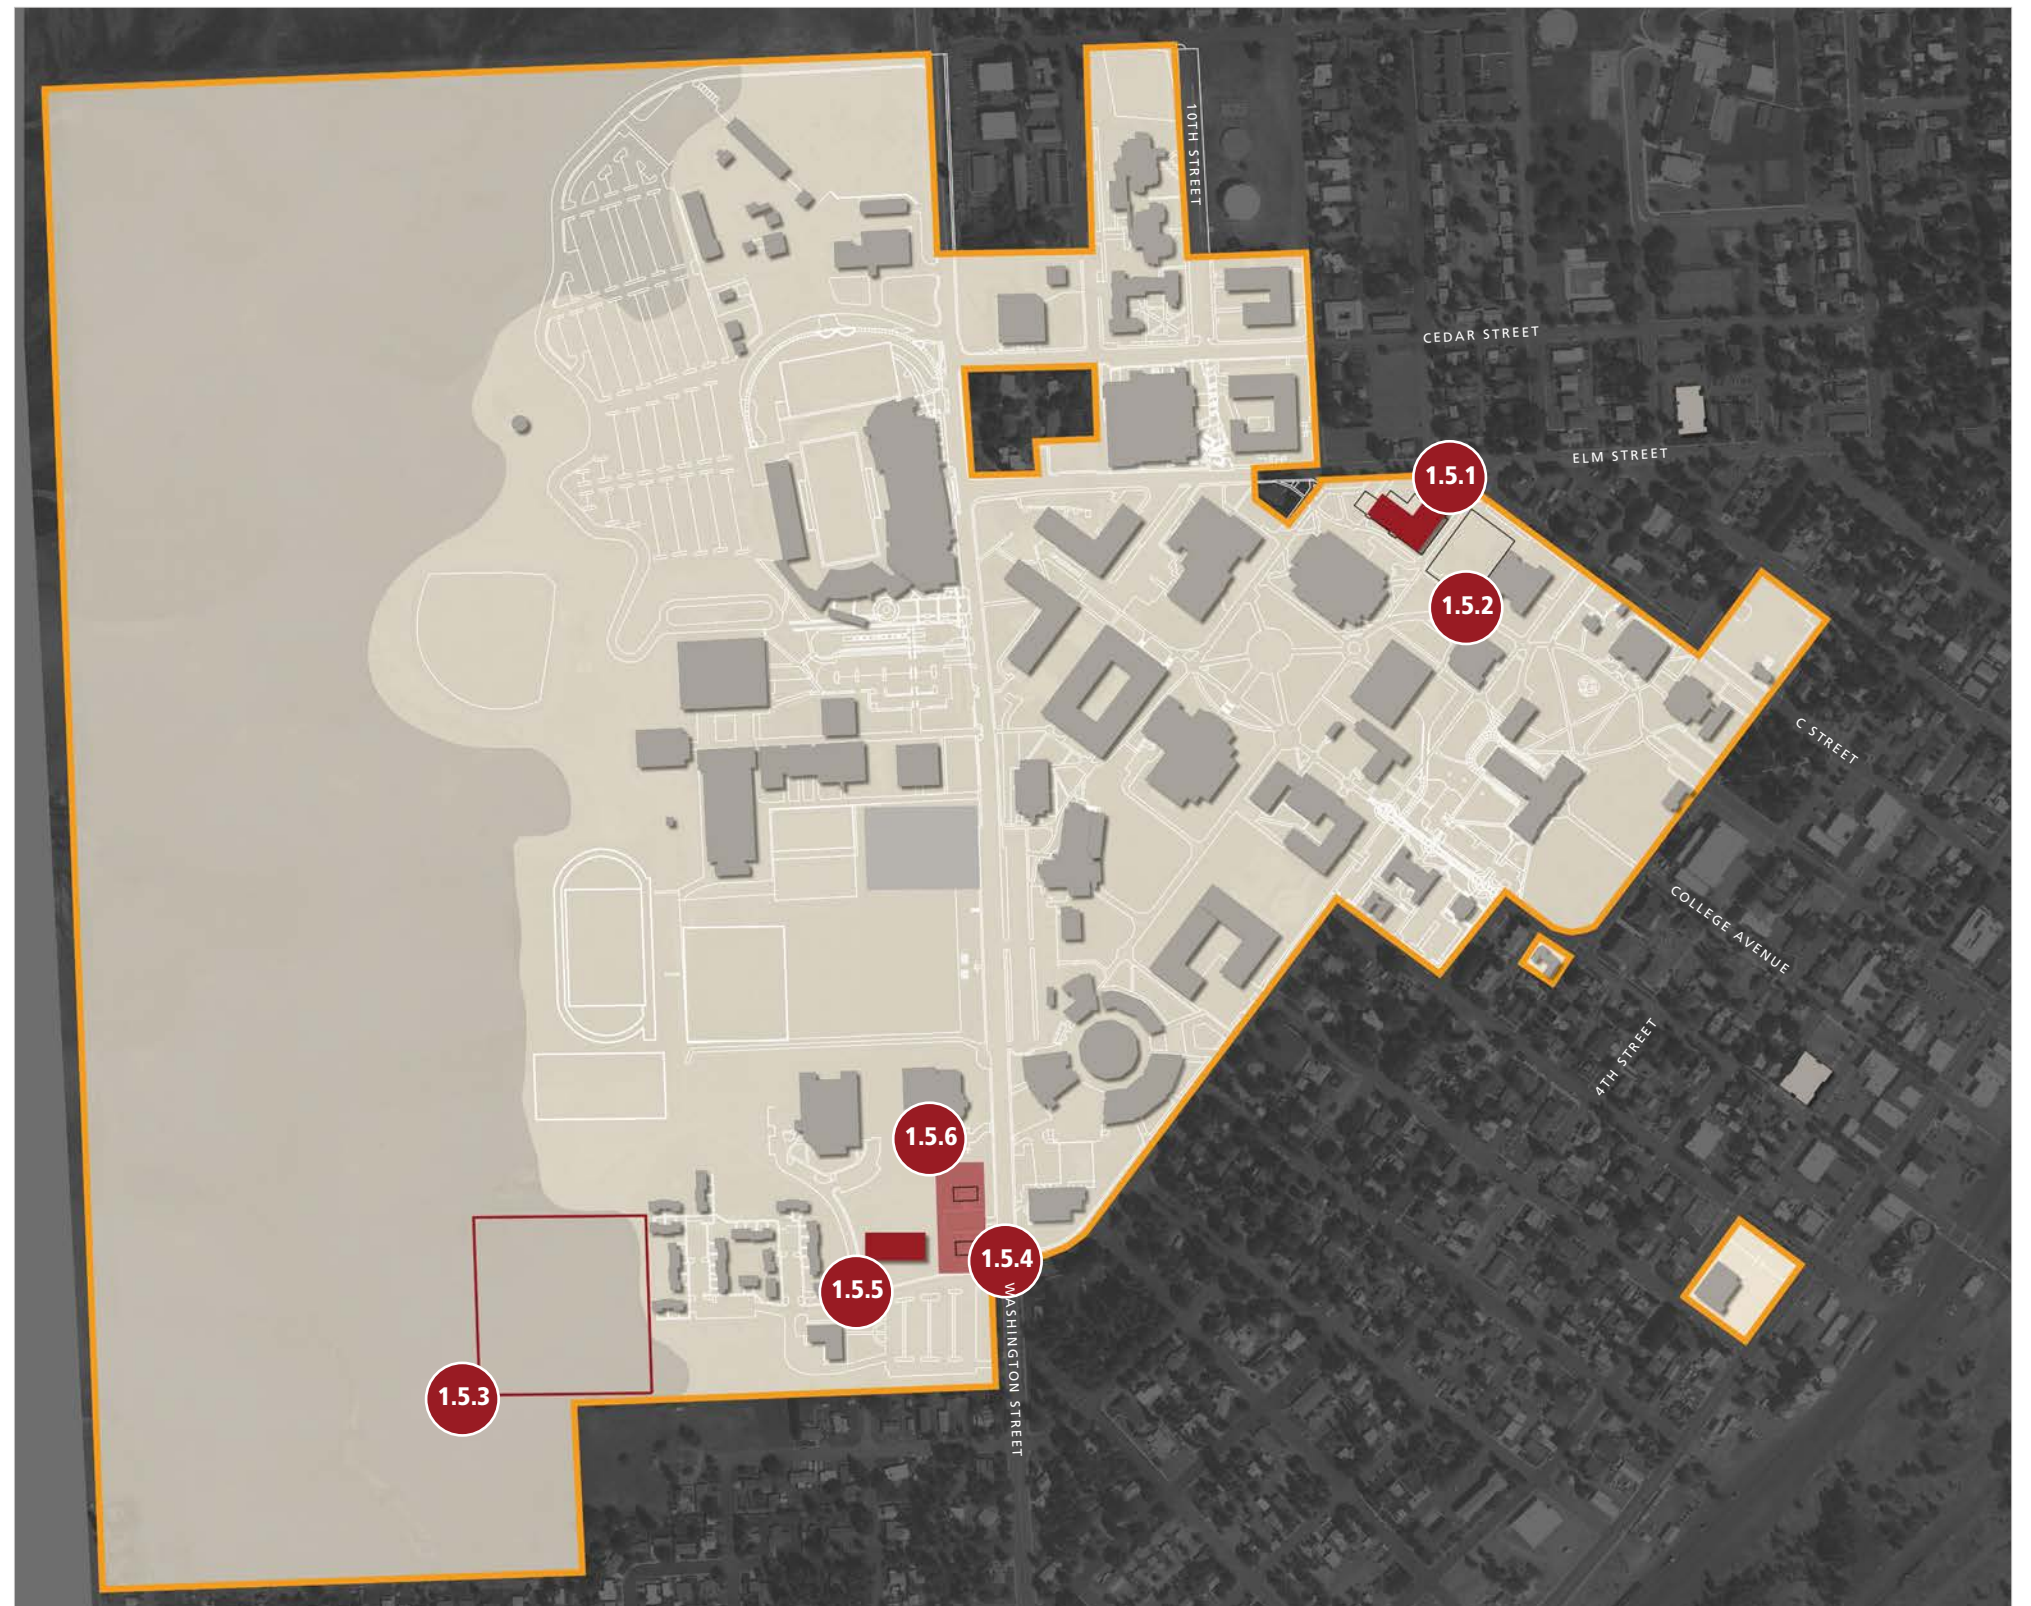 10TH STREET
CEDAR STREET
ELM STREET
1.5.1
1.5.2
C STREET
COLLEGE AVENUE
4TH STREET
1.5.6
1.5.4
1.5.5
WASHINGTON STREET
1.5.3